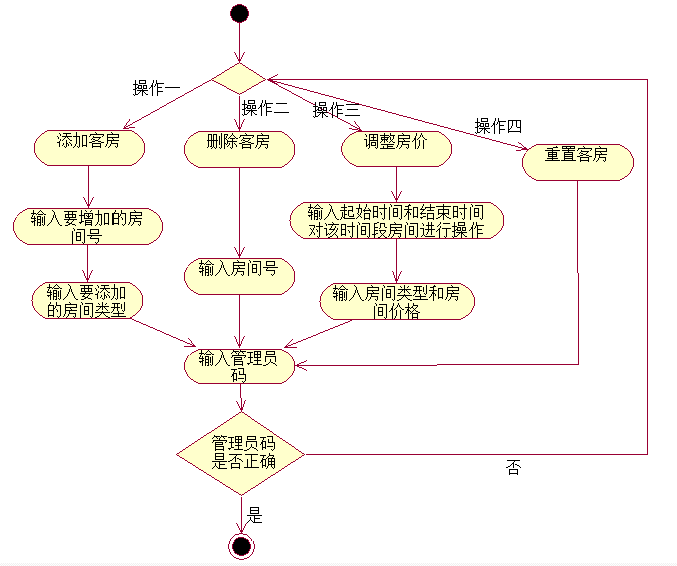 操作一
操作二
操作三
操作四
添加客房
删除客房
调整房价
重置客房
输入要增加的房
间号
输入起始时间和结束时间
对该时间段房间进行操作
输入房间号
输入要添加
的房间类型
输入房间类型和房
间价格
输入管理员
码
管理员码
是否正确
否
是